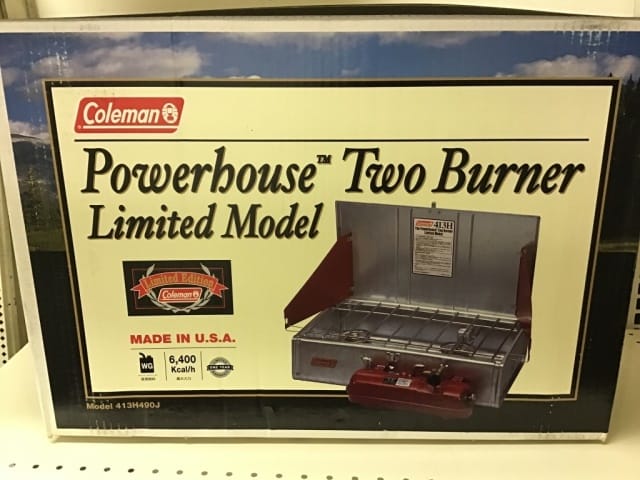 Coleman
Powerhouse™ Two Burner
Limited Model
Limited Edition
Coleman
MADE IN U.S.A.
WG
6,400
Kcal/h
ONE YEAR
Model 413H490J
413H